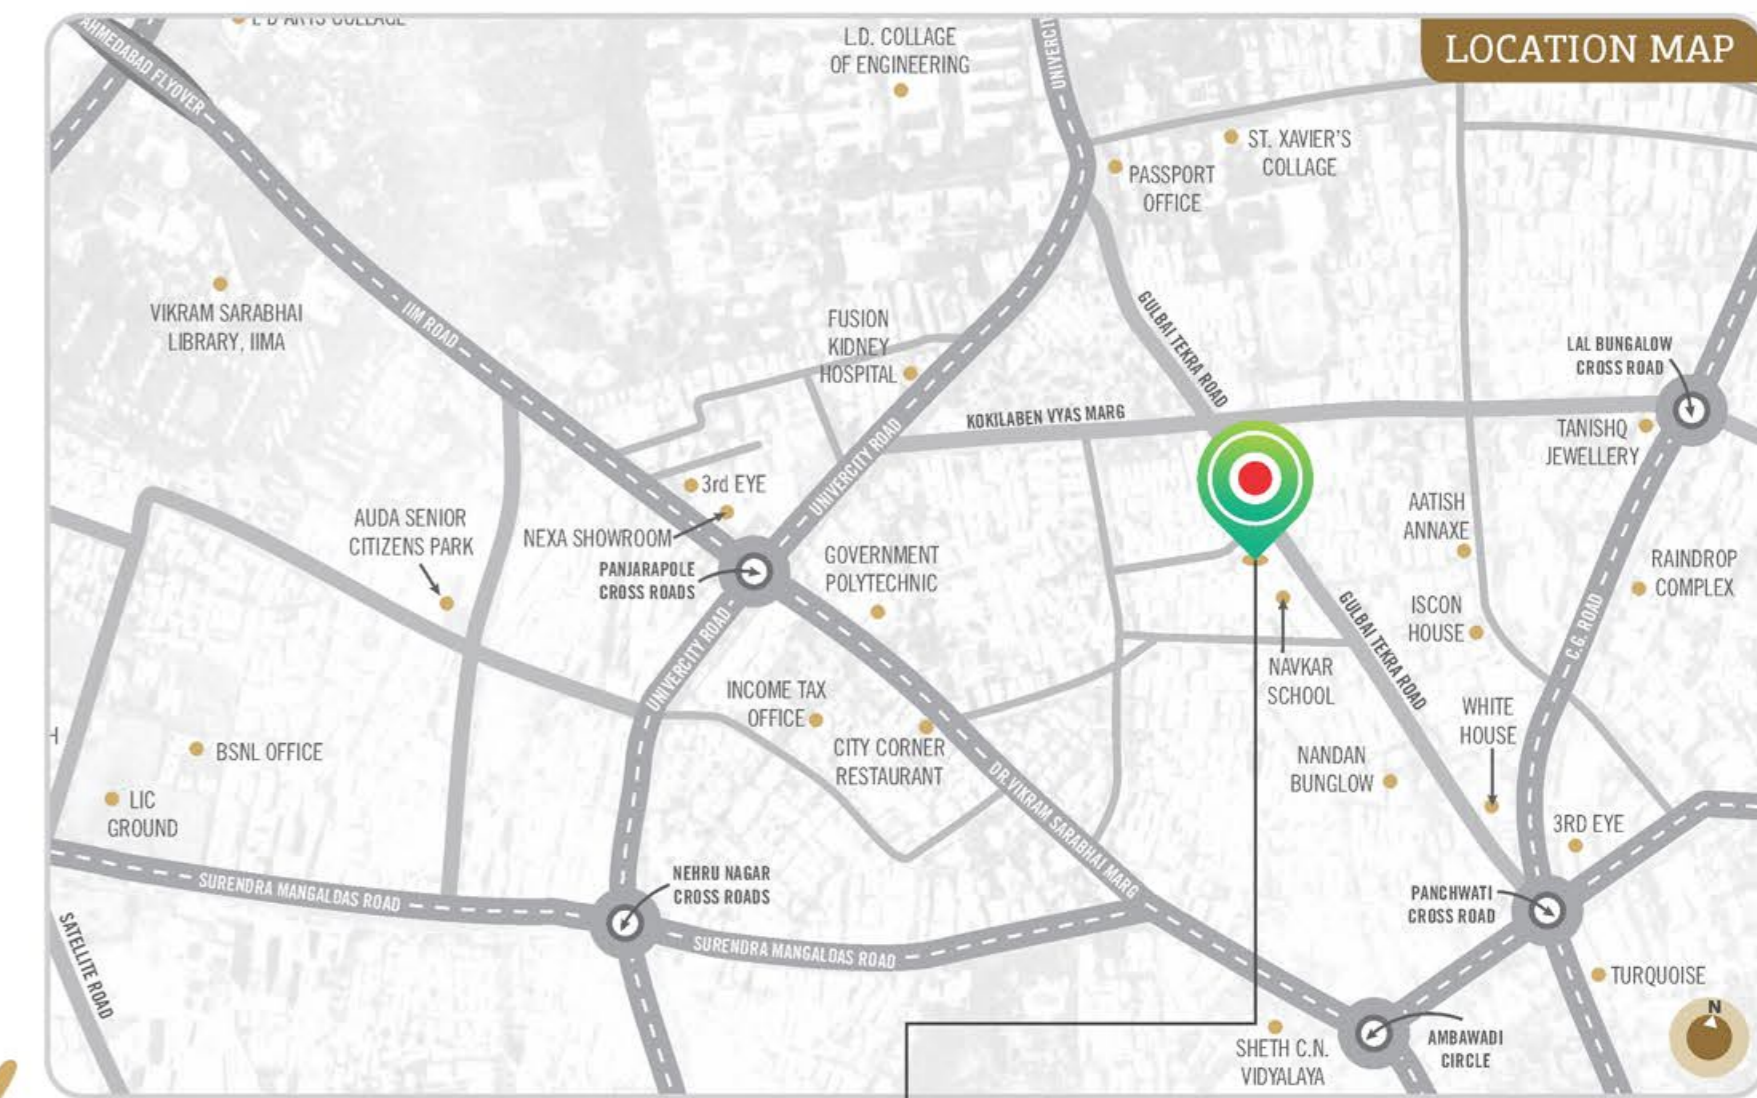 LOCATION MAP
L D ARTS COLLAGE
AHMEDABAD FLYOVER
L.D. COLLAGE
OF ENGINEERING
ST. XAVIER'S
COLLAGE
PASSPORT
OFFICE
VIKRAM SARABHAI
LIBRARY, IIMA
IIM ROAD
FUSION
KIDNEY
HOSPITAL
GULBAI TEKRA ROAD
KOKILABEN VYAS MARG
LAL BUNGALOW
CROSS ROAD
TANISHQ
JEWELLERY
UNIVERCITY ROAD
3rd EYE
NEXA SHOWROOM
AUDA SENIOR
CITIZENS PARK
PANJARAPOLE
CROSS ROADS
GOVERNMENT
POLYTECHNIC
AATISH
ANNAXE
RAINDROP
COMPLEX
ISCON
HOUSE
C.G. ROAD
GULBAI TEKRA ROAD
NAVKAR
SCHOOL
UNIVERCITY ROAD
INCOME TAX
OFFICE
CITY CORNER
RESTAURANT
WHITE
HOUSE
NANDAN
BUNGLOW
BSNL OFFICE
LIC
GROUND
DR.VIKRAM SARABHAI MARG
3RD EYE
SURENDRA MANGALDAS ROAD
NEHRU NAGAR
CROSS ROADS
PANCHWATI
CROSS ROAD
SATELLITE ROAD
SURENDRA MANGALDAS ROAD
TURQUOISE
N
SHETH C.N.
VIDYALAYA
AMBAWADI
CIRCLE